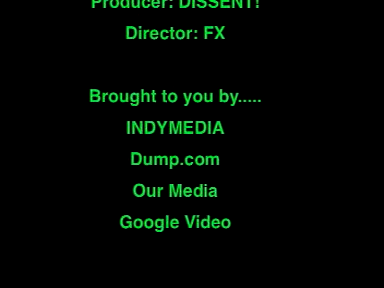 Producer: DISSENT!
Director: FX
Brought to you by.....
INDYMEDIA
Dump.com
Our Media
Google Video